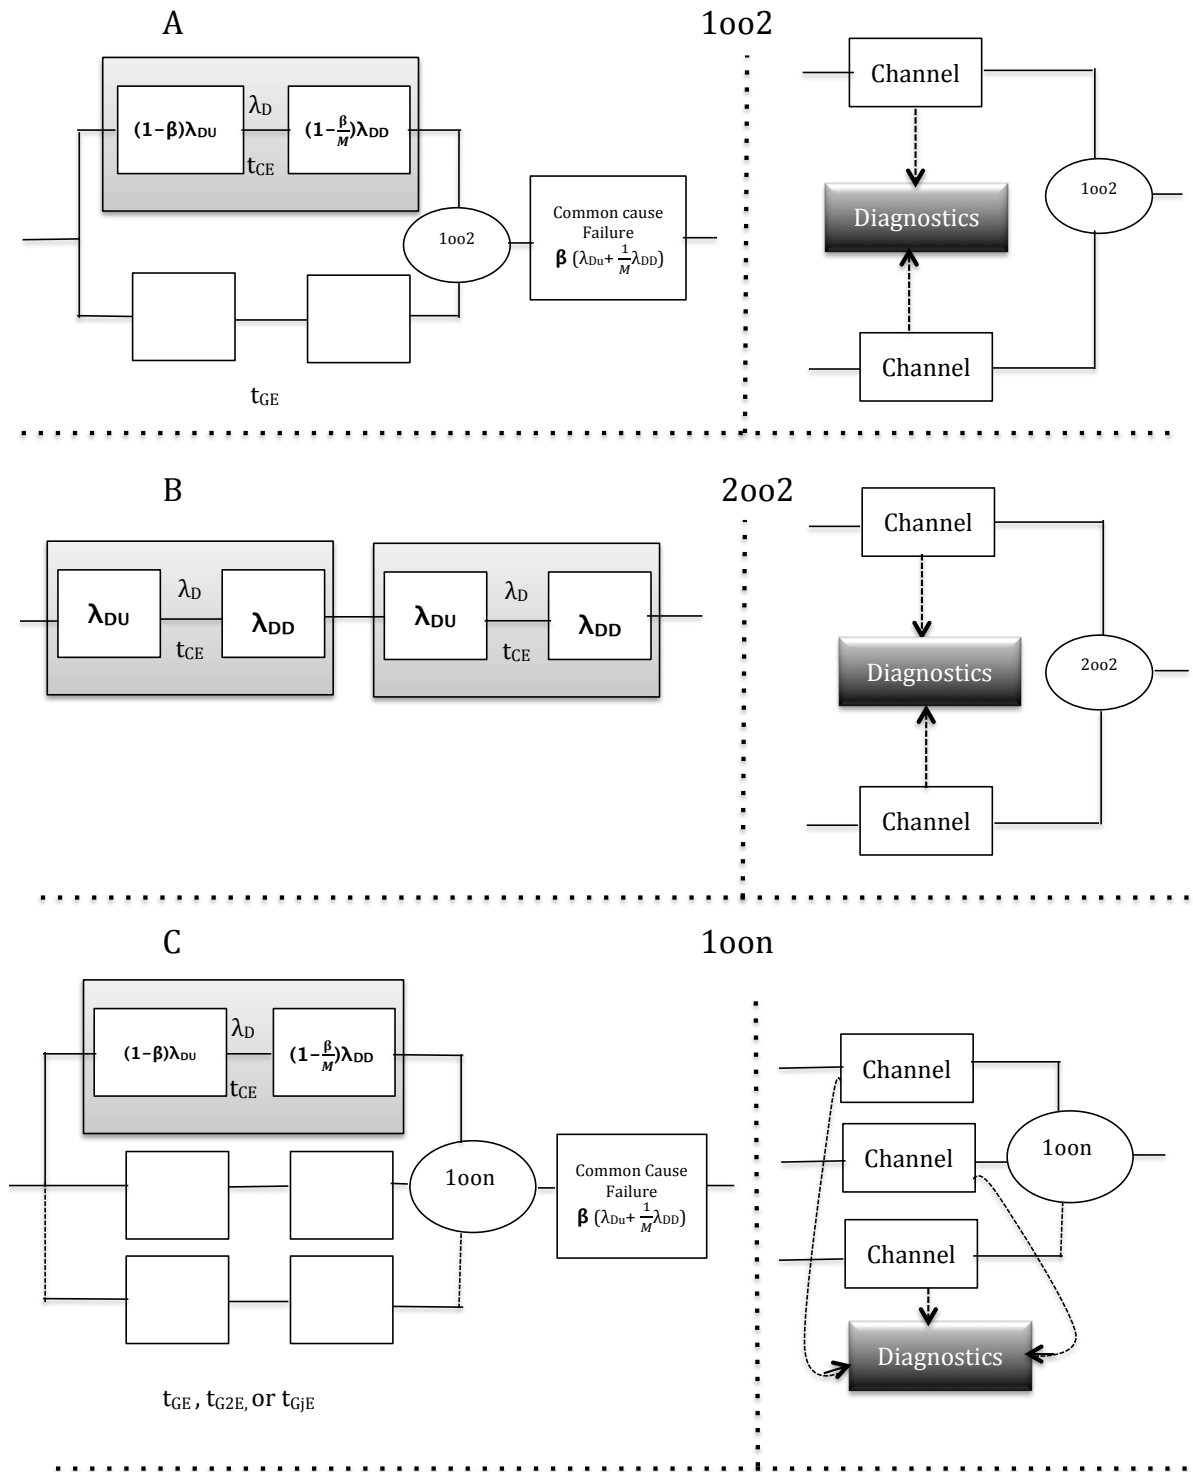 A
1oo2
λD
(1-β)λDU
(1-β/M)λDD
tCE
1oo2
Common cause
Failure
β (λDu+ 1/M λDD)
tGE
Channel
Diagnostics
1oo2
Channel
B
2oo2
λDU
λD
tCE
λDD
λDU
λD
tCE
λDD
Channel
Diagnostics
2oo2
Channel
C
1oon
λD
(1-β)λDU
(1-β/M)λDD
tCE
1oon
Common Cause
Failure
β (λDu+ 1/M λDD)
tGE , tG2E, or tGjE
Channel
Channel
1oon
Channel
Diagnostics